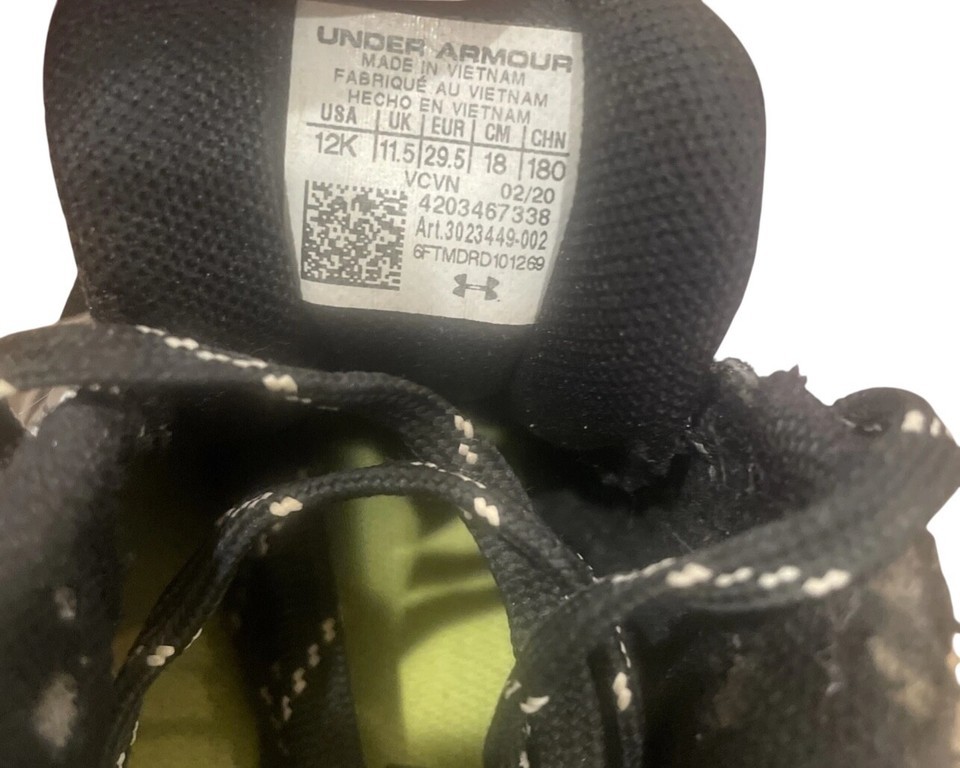 UNDER ARMOUR
MADE IN VIETNAM
FABRIQUÉ AU VIETNAM
HECHO EN VIETNAM
USA UK EUR CM CHN
12K 11.5 29.5 18 180
VCVN 02/20
4203467338
Art.3023449-002
6FTMDRD101269